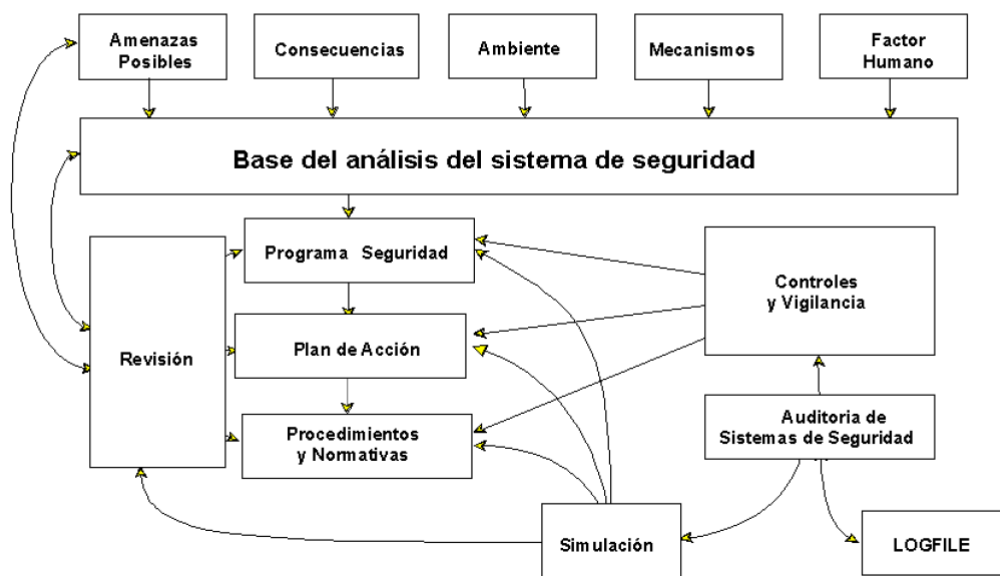 Amenazas
Posibles
Consecuencias
Ambiente
Mecanismos
Factor
Humano
Base del análisis del sistema de seguridad
Programa Seguridad
Controles
y Vigilancia
Revisión
Plan de Acción
Procedimientos
y Normativas
Auditoria de
Sistemas de Seguridad
Simulación
LOGFILE